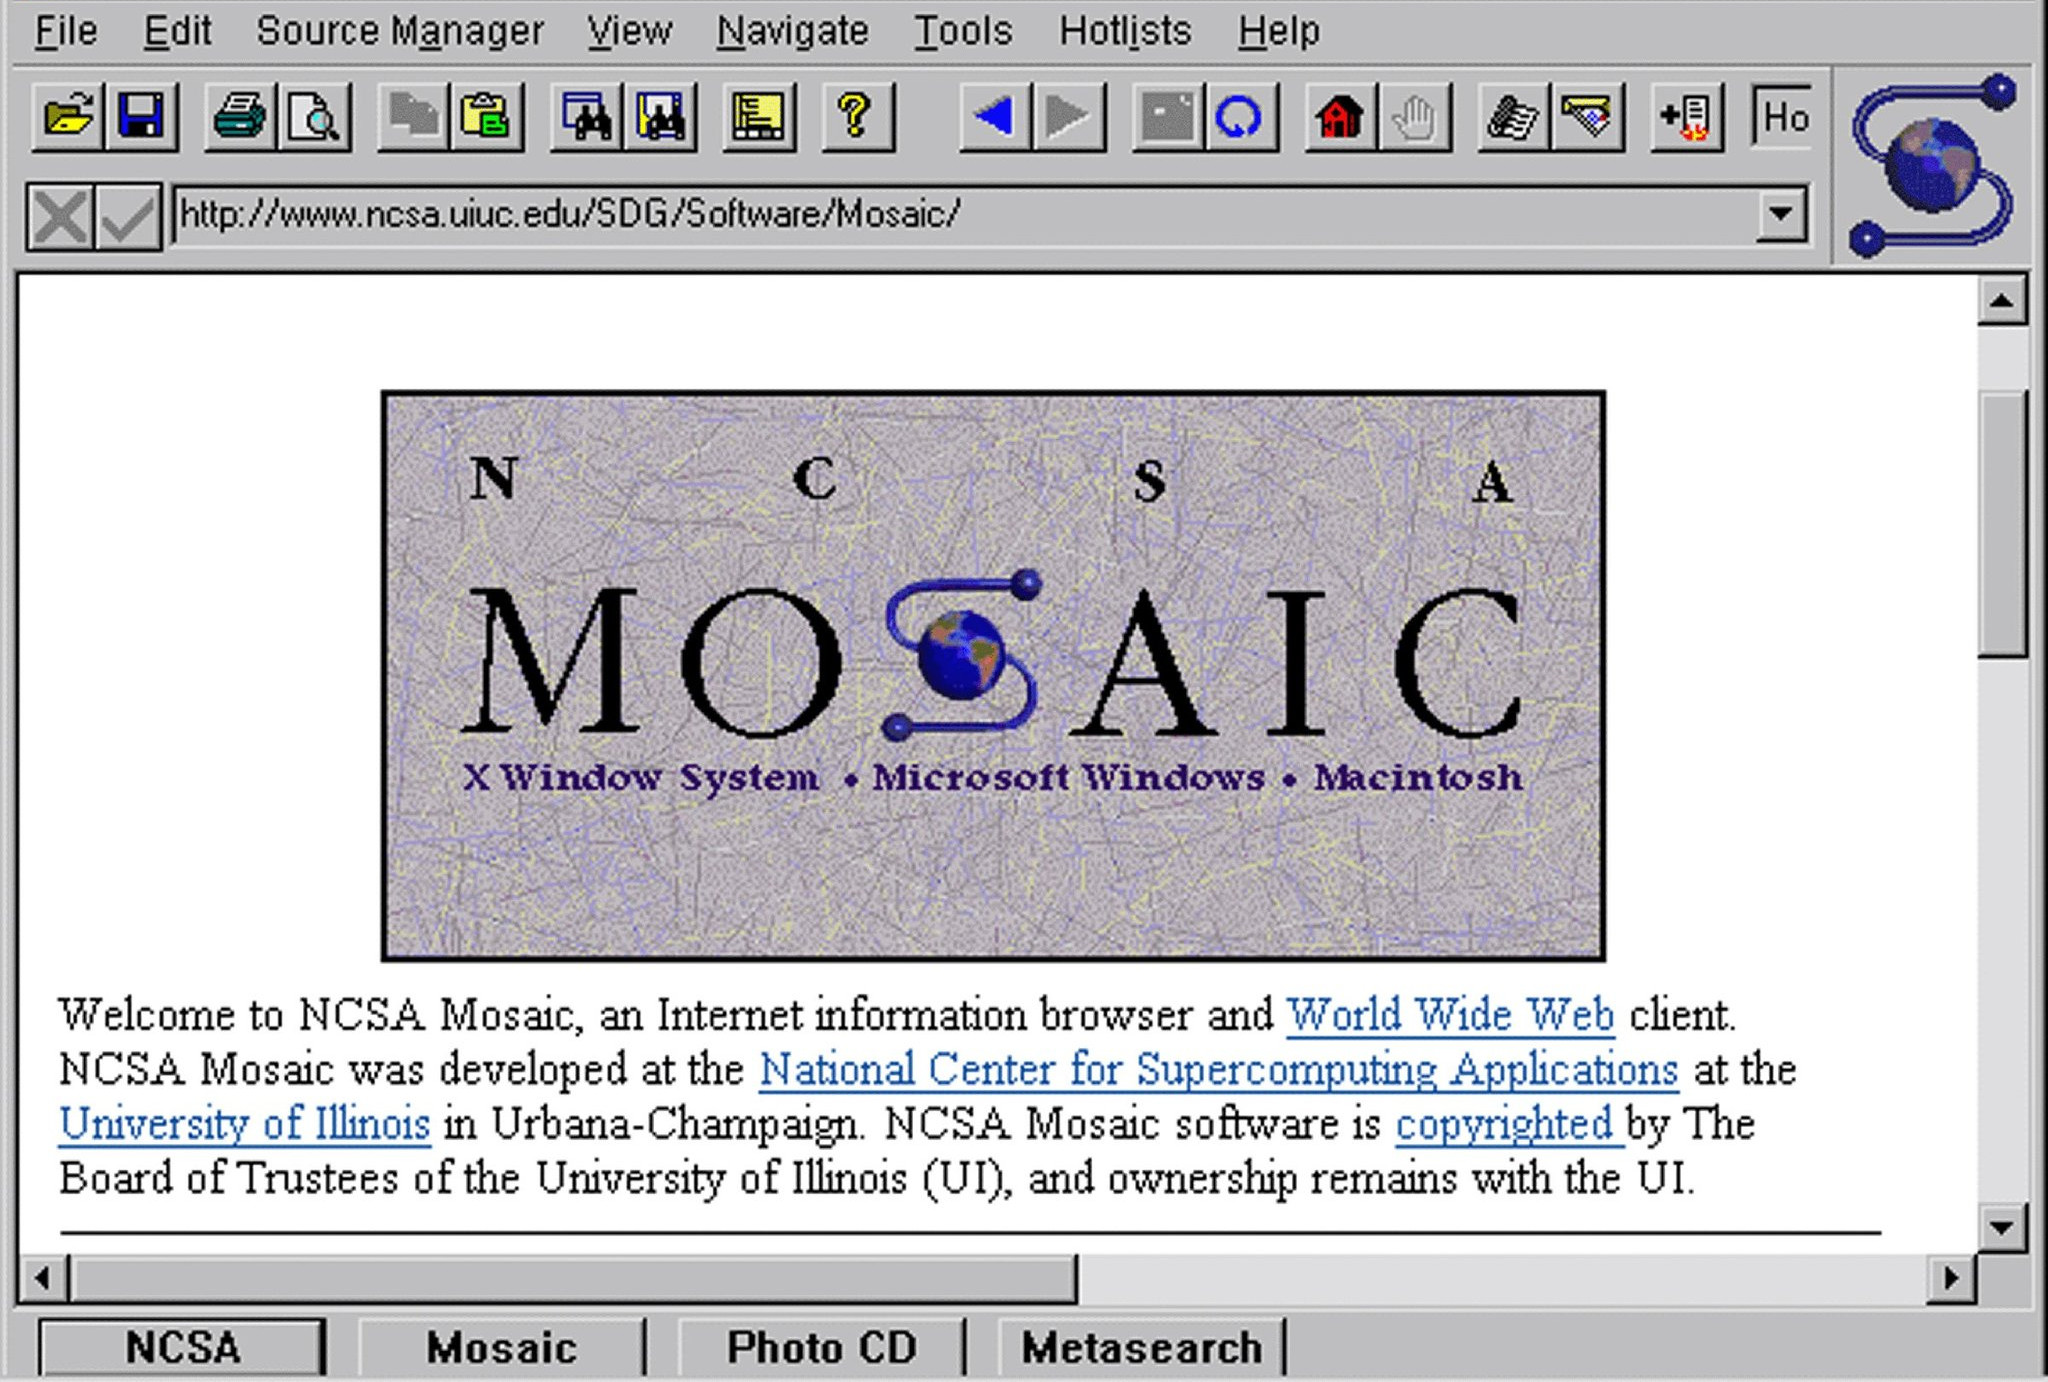 File Edit Source Manager View Navigate Tools Hotlists Help
Ho
http://www.ncsa.uiuc.edu/SDG/Software/Mosaic/
N C S A
MOSAIC
X Window System • Microsoft Windows • Macintosh
Welcome to NCSA Mosaic, an Internet information browser and World Wide Web client.
NCSA Mosaic was developed at the National Center for Supercomputing Applications at the
University of Illinois in Urbana-Champaign. NCSA Mosaic software is copyrighted by The
Board of Trustees of the University of Illinois (UI), and ownership remains with the UI.
NCSA Mosaic Photo CD Metasearch